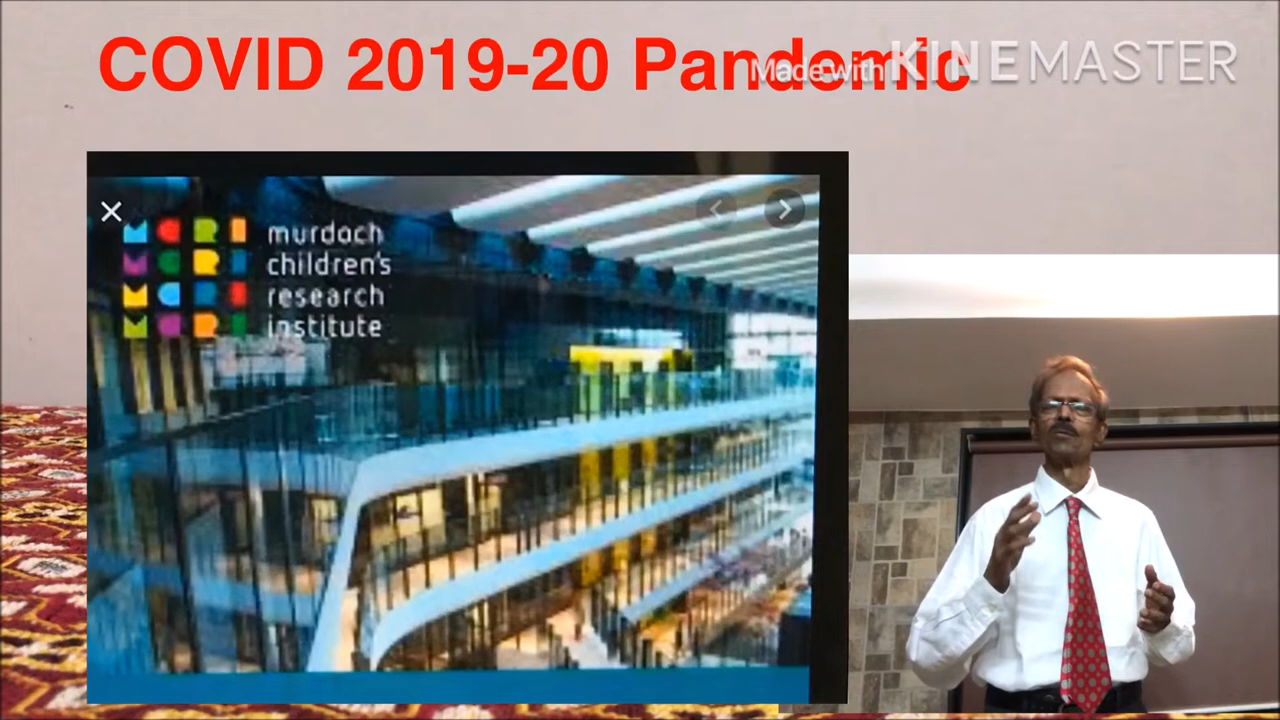 COVID 2019-20 Pandemic
Made with KINEMASTER
murdoch
children's
research
institute